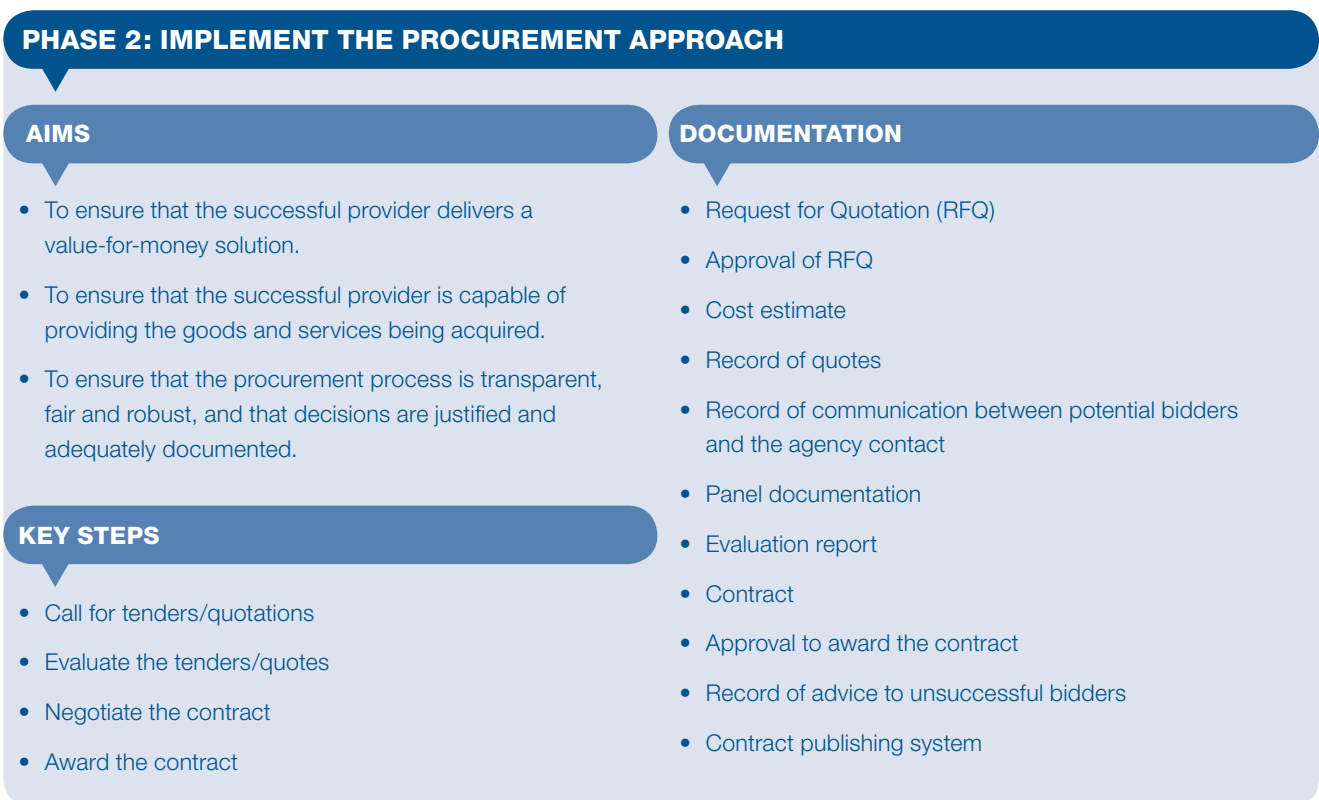 PHASE 2: IMPLEMENT THE PROCUREMENT APPROACH
AIMS
• To ensure that the successful provider delivers a
value-for-money solution.
• To ensure that the successful provider is capable of
providing the goods and services being acquired.
• To ensure that the procurement process is transparent,
fair and robust, and that decisions are justified and
adequately documented.
KEY STEPS
• Call for tenders/quotations
• Evaluate the tenders/quotes
• Negotiate the contract
• Award the contract
DOCUMENTATION
• Request for Quotation (RFQ)
• Approval of RFQ
• Cost estimate
• Record of quotes
• Record of communication between potential bidders
and the agency contact
• Panel documentation
• Evaluation report
• Contract
• Approval to award the contract
• Record of advice to unsuccessful bidders
• Contract publishing system